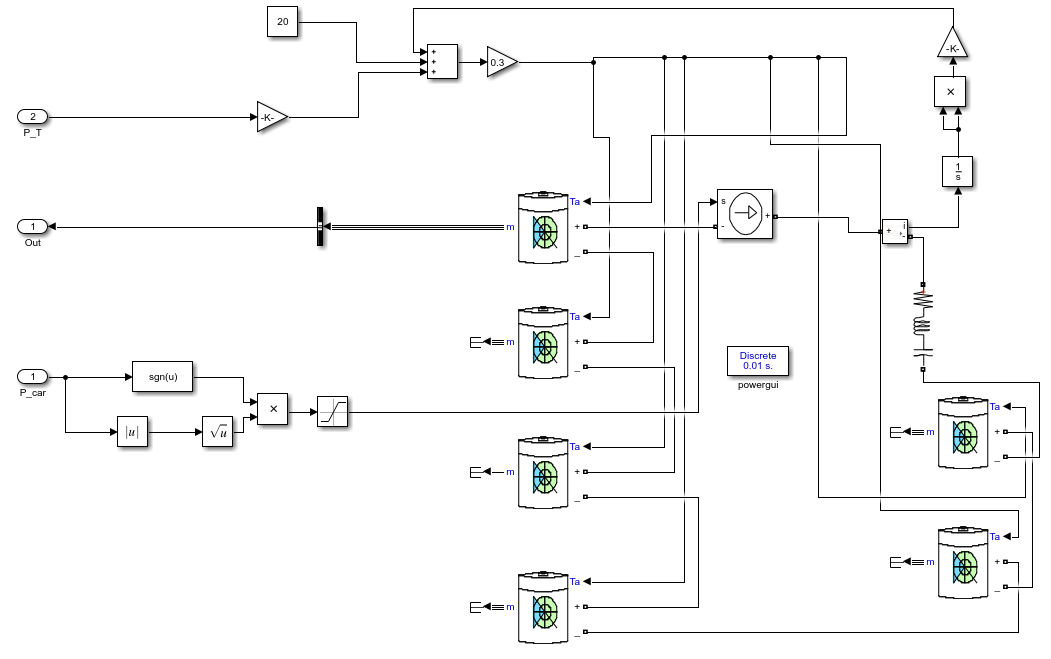 20
+
+
+
0.3
-K-
×
2
P_T
-K-
1
s
Ta
m
+
_
s
-
+
+
i
-
1
Out
Ta
m
+
_
Discrete
0.01 s.
powergui
1
P_car
sgn(u)
|u|
√u
×
Ta
m
+
_
Ta
m
+
_
Ta
m
+
_
Ta
m
+
_